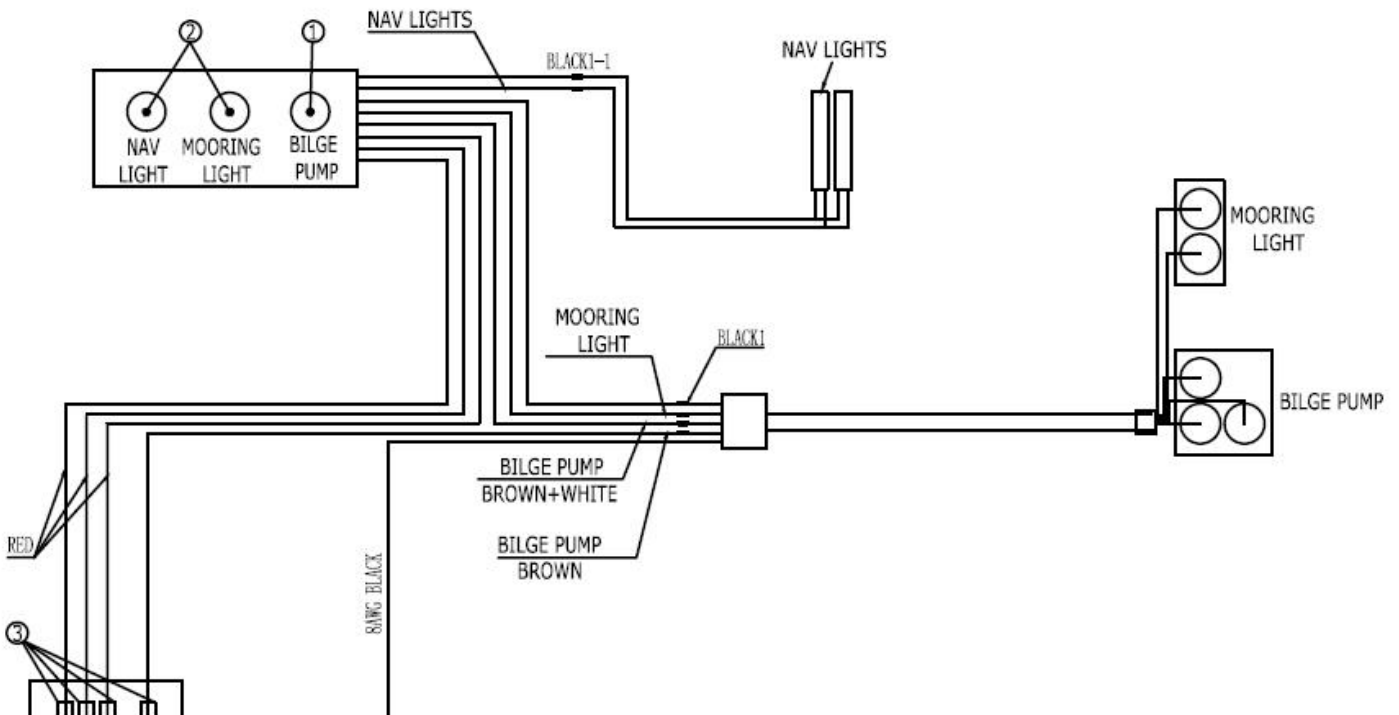 ② ① NAV LIGHTS
BLACK1-1
NAV LIGHTS
NAV MOORING BILGE
LIGHT LIGHT PUMP
MOORING
LIGHT
MOORING
LIGHT
BLACK1
BILGE PUMP
BILGE PUMP
BROWN+WHITE
RED
BILGE PUMP
BROWN
8AWG BLACK
③